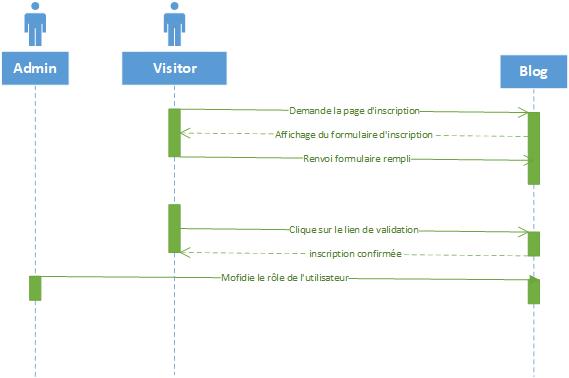 Admin
Visitor
Blog
Demande la page d'inscription
Affichage du formulaire d'inscription
Renvoi formulaire rempli
Clique sur le lien de validation
inscription confirmée
Mofidie le rôle de l'utilisateur